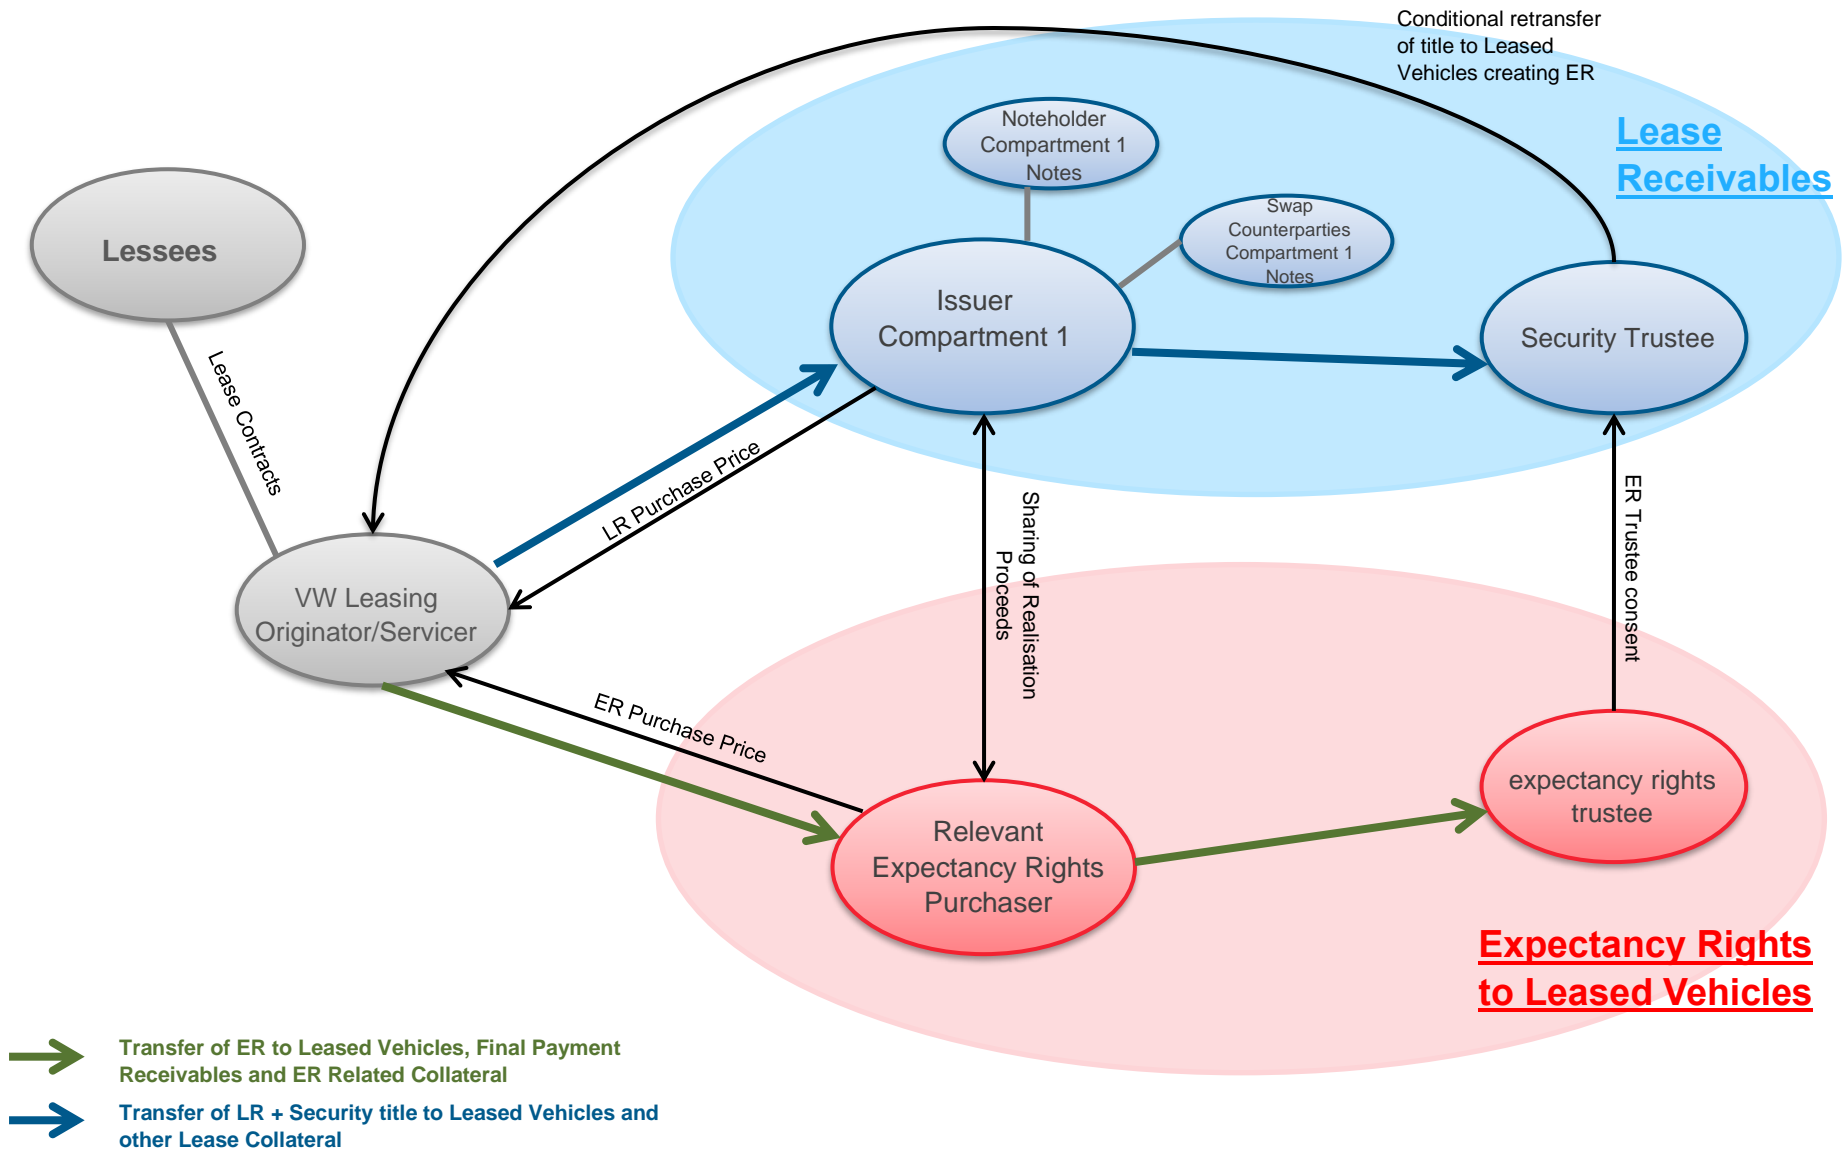 Conditional retransfer
of title to Leased
Vehicles creating ER
Lease
Receivables
Noteholder
Compartment 1
Notes
Swap
Counterparties
Compartment 1
Notes
Lessees
Issuer
Compartment 1
Security Trustee
Lease Contracts
LR Purchase Price
Sharing of Realisation
Proceeds
ER Trustee consent
VW Leasing
Originator/Servicer
ER Purchase Price
expectancy rights
trustee
Relevant
Expectancy Rights
Purchaser
Expectancy Rights
to Leased Vehicles
Transfer of ER to Leased Vehicles, Final Payment
Receivables and ER Related Collateral
Transfer of LR + Security title to Leased Vehicles and
other Lease Collateral